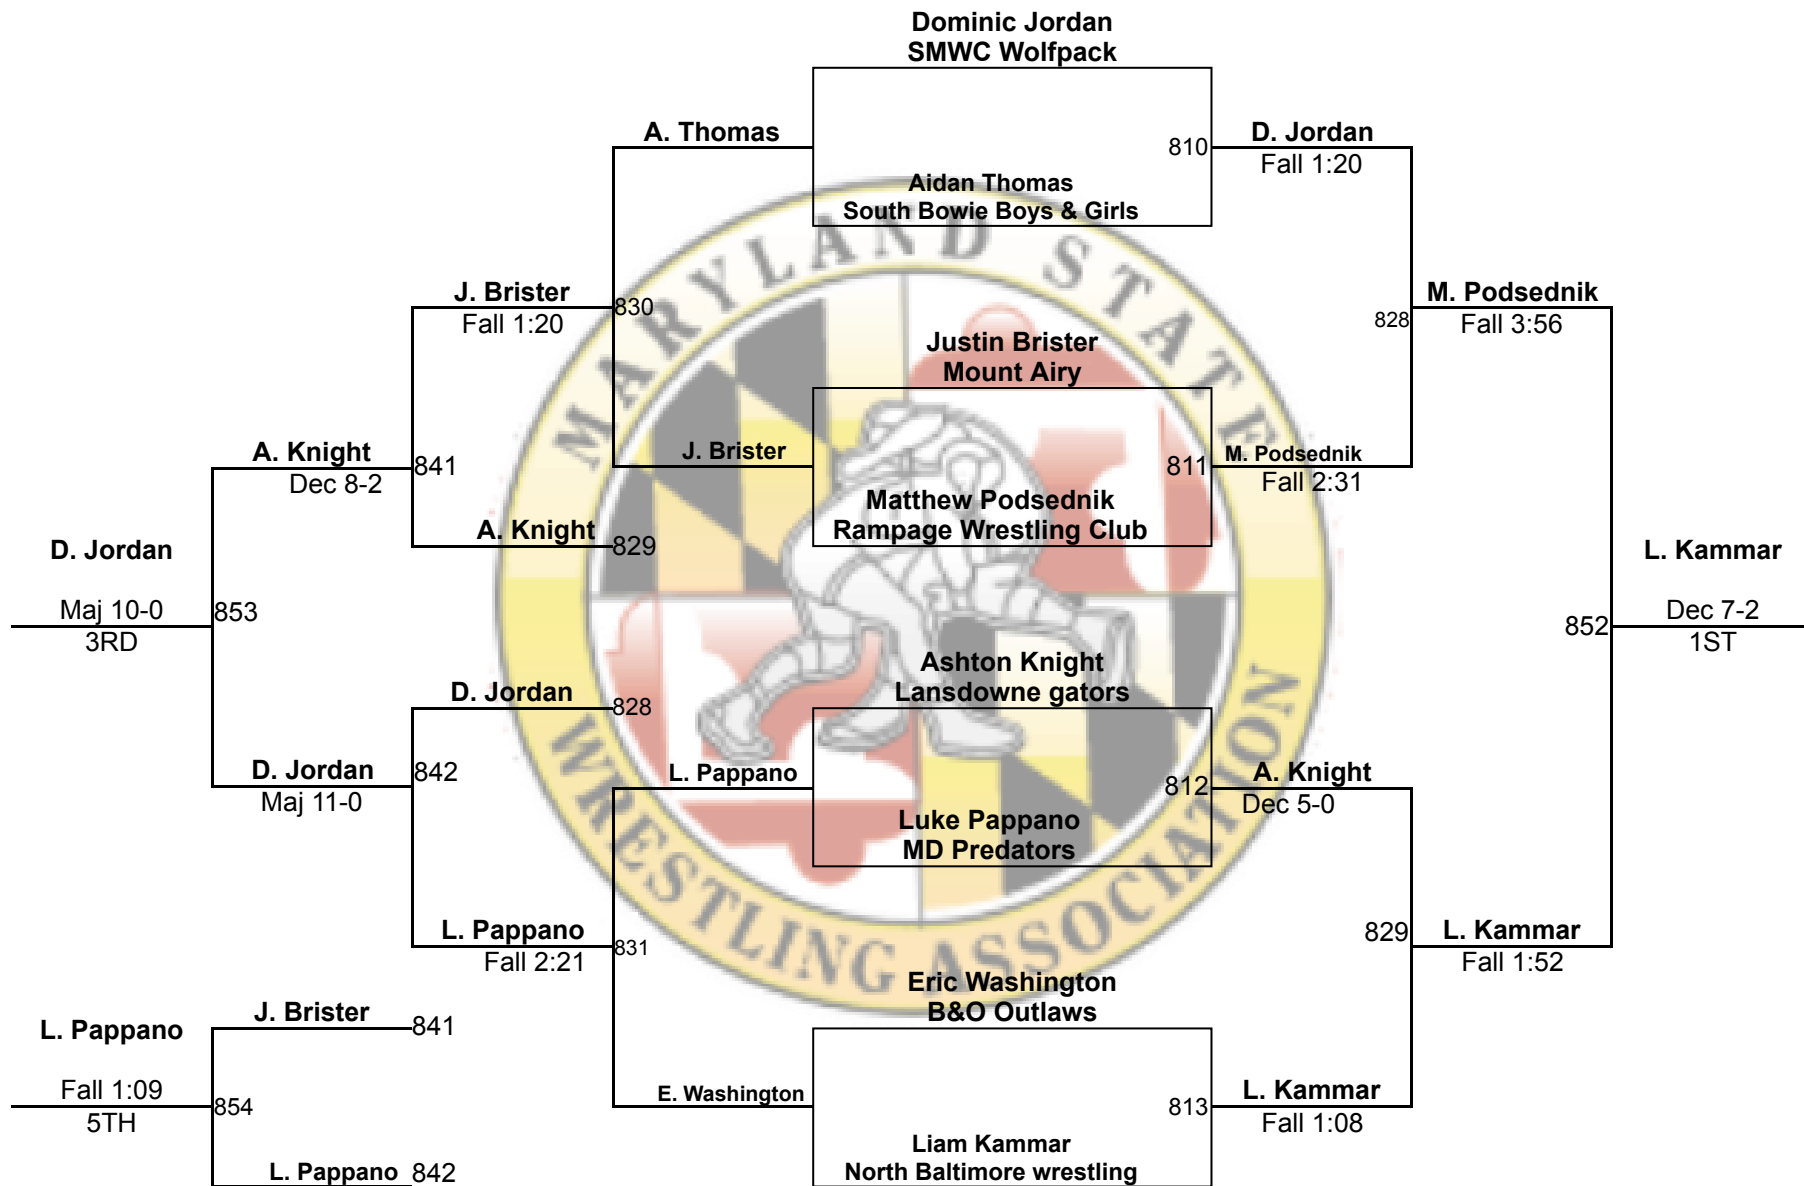 Dominic Jordan
SMWC Wolfpack
A. Thomas
810
D. Jordan
Fall 1:20
Aidan Thomas
South Bowie Boys & Girls
MARYLAND STATE
J. Brister
Fall 1:20
830
M. Podsednik
Fall 3:56
828
Justin Brister
Mount Airy
A. Knight
Dec 8-2
841
J. Brister
811
M. Podsednik
Fall 2:31
Matthew Podsednik
Rampage Wrestling Club
A. Knight
829
D. Jordan
Maj 10-0
3RD
853
L. Kammar
Dec 7-2
1ST
852
Ashton Knight
Lansdowne gators
D. Jordan
828
D. Jordan
Maj 11-0
842
L. Pappano
812
A. Knight
Dec 5-0
Luke Pappano
MD Predators
WRESTLING ASSOCIATION
L. Pappano
Fall 2:21
831
829
L. Kammar
Fall 1:52
Eric Washington
B&O Outlaws
J. Brister
841
L. Pappano
Fall 1:09
5TH
854
E. Washington
813
L. Kammar
Fall 1:08
Liam Kammar
North Baltimore wrestling
L. Pappano
842